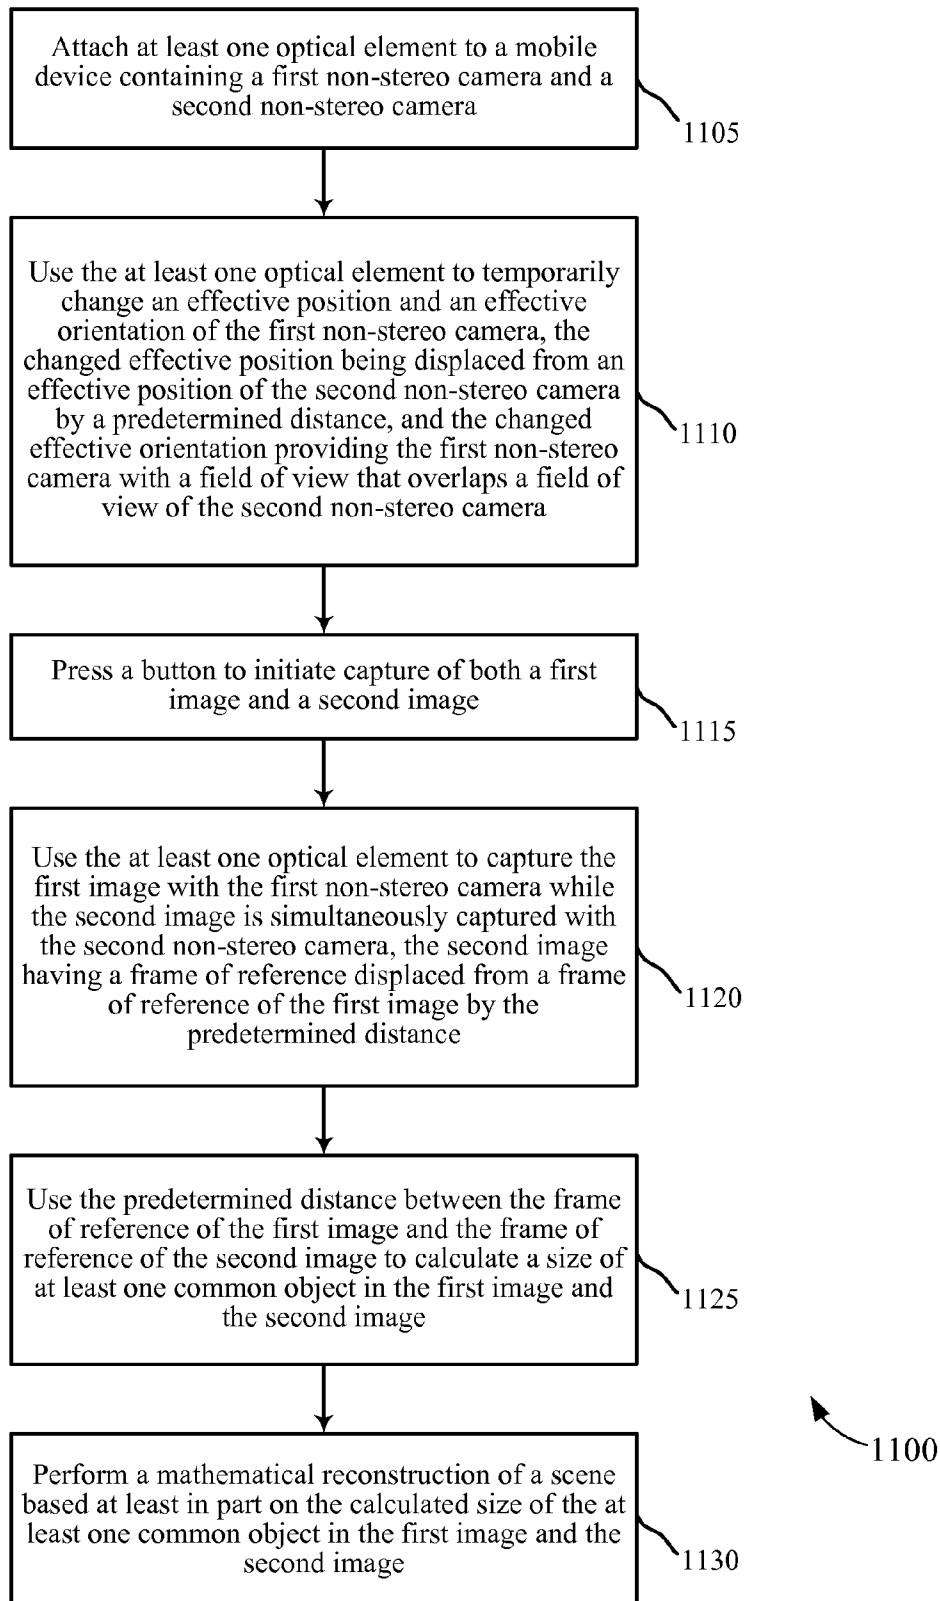 Attach at least one optical element to a mobile
device containing a first non-stereo camera and a
second non-stereo camera
1105
Use the at least one optical element to temporarily
change an effective position and an effective
orientation of the first non-stereo camera, the
changed effective position being displaced from an
effective position of the second non-stereo camera
by a predetermined distance, and the changed
effective orientation providing the first non-stereo
camera with a field of view that overlaps a field of
view of the second non-stereo camera
1110
Press a button to initiate capture of both a first
image and a second image
1115
Use the at least one optical element to capture the
first image with the first non-stereo camera while
the second image is simultaneously captured with
the second non-stereo camera, the second image
having a frame of reference displaced from a frame
of reference of the first image by the
predetermined distance
1120
Use the predetermined distance between the frame
of reference of the first image and the frame of
reference of the second image to calculate a size of
at least one common object in the first image and
the second image
1125
1100
Perform a mathematical reconstruction of a scene
based at least in part on the calculated size of the at
least one common object in the first image and the
second image
1130